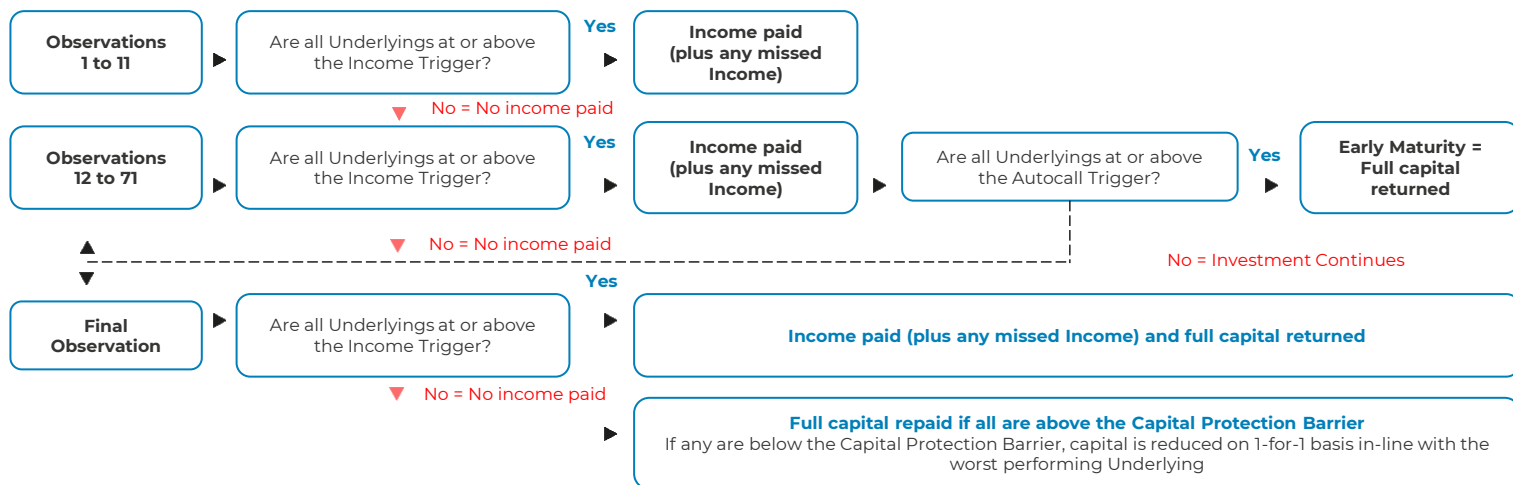 Observations
1 to 11
Are all Underlyings at or above
the Income Trigger?
Yes
Income paid
(plus any missed
Income)
No = No income paid
Observations
12 to 71
Are all Underlyings at or above
the Income Trigger?
Yes
Income paid
(plus any missed
Income)
Are all Underlyings at or above
the Autocall Trigger?
Yes
Early Maturity =
Full capital
returned
No = No income paid
No = Investment Continues
Final
Observation
Are all Underlyings at or above
the Income Trigger?
Yes
Income paid (plus any missed Income) and full capital returned
No = No income paid
Full capital repaid if all are above the Capital Protection Barrier
If any are below the Capital Protection Barrier, capital is reduced on 1-for-1 basis in-line with the
worst performing Underlying